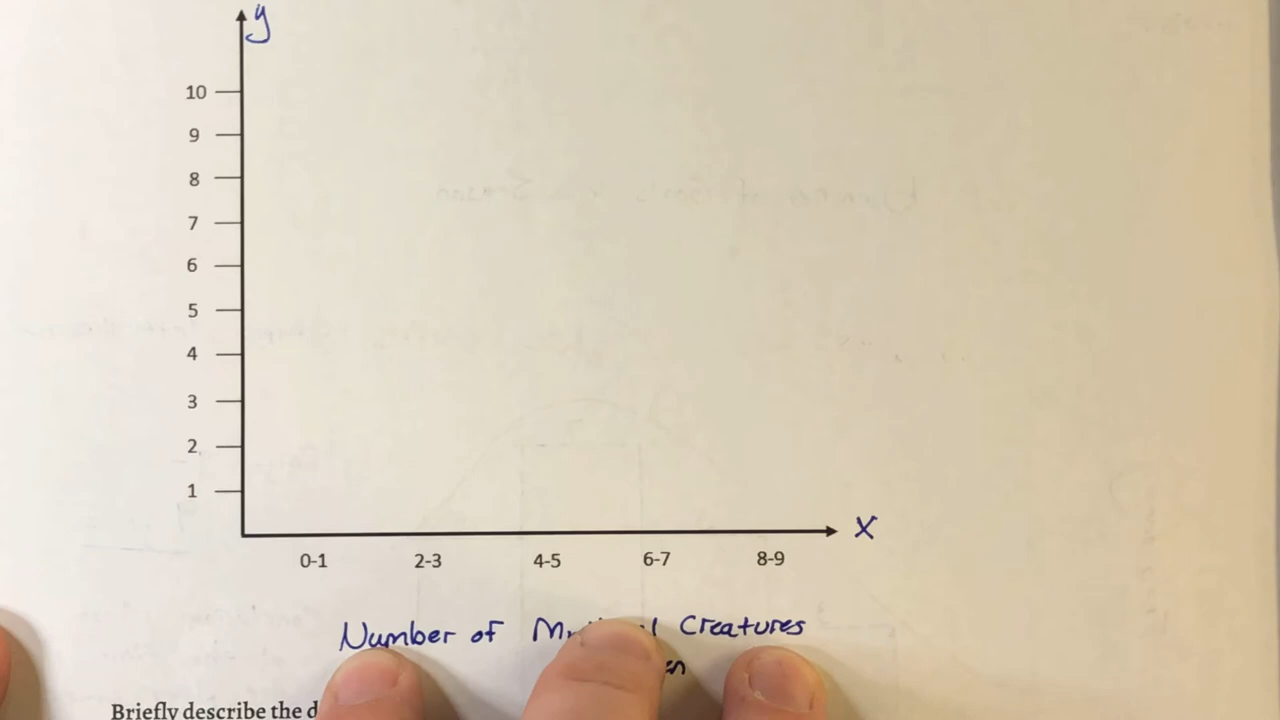 y
10
9
8
7
6
5
4
3
2
1
x
0-1 2-3 4-5 6-7 8-9
Number of Creatures
Briefly describe the